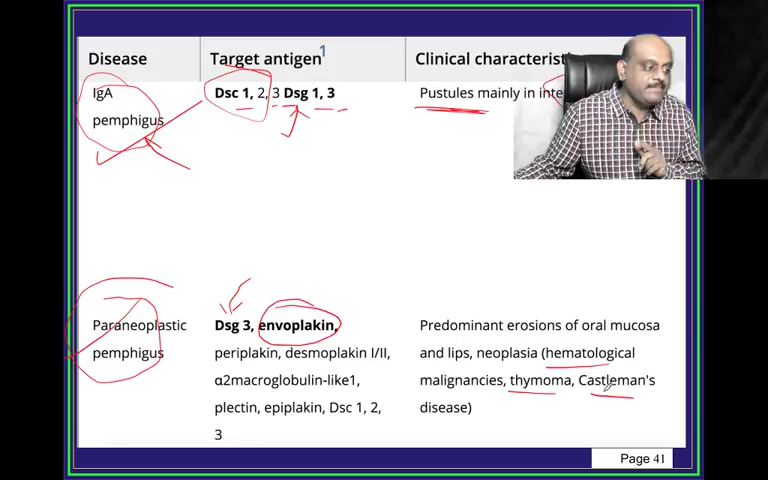 Disease Target antigen1 Clinical characterist
IgA Dsc 1, 2, 3 Dsg 1, 3 Pustules mainly in inte
pemphigus
Paraneoplastic Dsg 3, envoplakin, Predominant erosions of oral mucosa
pemphigus periplakin, desmoplakin I/II, and lips, neoplasia (hematological
α2macroglobulin-like1, malignancies, thymoma, Castleman's
plectin, epiplakin, Dsc 1, 2, disease)
3
Page 41